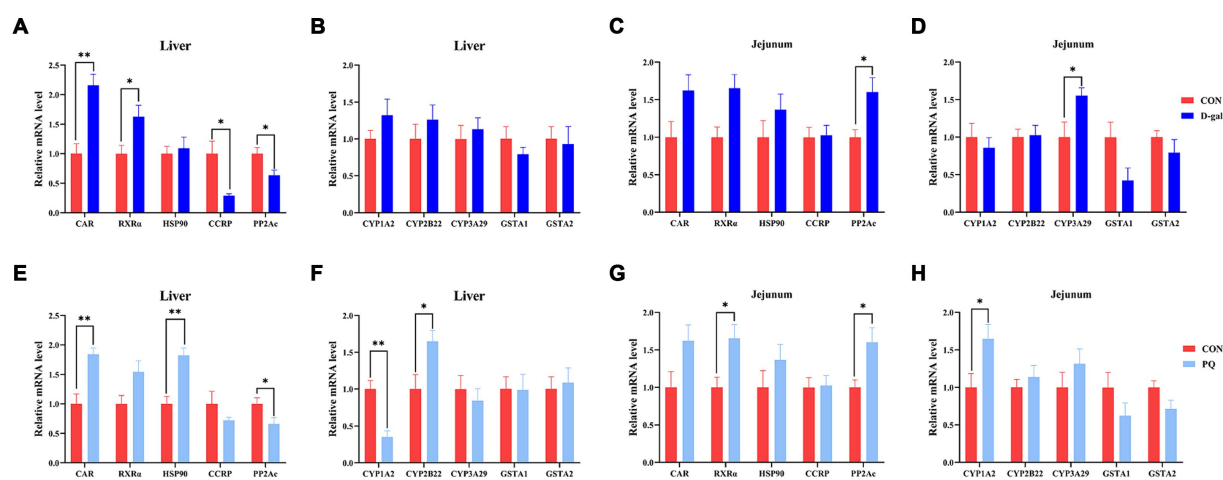 A
Liver
**
*
*
*
Relative mRNA level
2.5
2.0
1.5
1.0
0.5
0.0
CAR RXRα HSP90 CCRP PP2Ac
B
Liver
Relative mRNA level
2.0
1.5
1.0
0.5
0.0
CYP1A2 CYP2B22 CYP3A29 GSTA1 GSTA2
C
Jejunum
*
Relative mRNA level
2.0
1.5
1.0
0.5
0.0
CAR RXRα HSP90 CCRP PP2Ac
D
Jejunum
*
Relative mRNA level
2.0
1.5
1.0
0.5
0.0
CYP1A2 CYP2B22 CYP3A29 GSTA1 GSTA2
CON
D-gal
E
Liver
**
**
*
Relative mRNA level
2.5
2.0
1.5
1.0
0.5
0.0
CAR RXRα HSP90 CCRP PP2Ac
F
Liver
**
*
Relative mRNA level
2.0
1.5
1.0
0.5
0.0
CYP1A2 CYP2B22 CYP3A29 GSTA1 GSTA2
G
Jejunum
*
*
Relative mRNA level
2.0
1.5
1.0
0.5
0.0
CAR RXRα HSP90 CCRP PP2Ac
H
Jejunum
*
Relative mRNA level
2.0
1.5
1.0
0.5
0.0
CYP1A2 CYP2B22 CYP3A29 GSTA1 GSTA2
CON
PQ